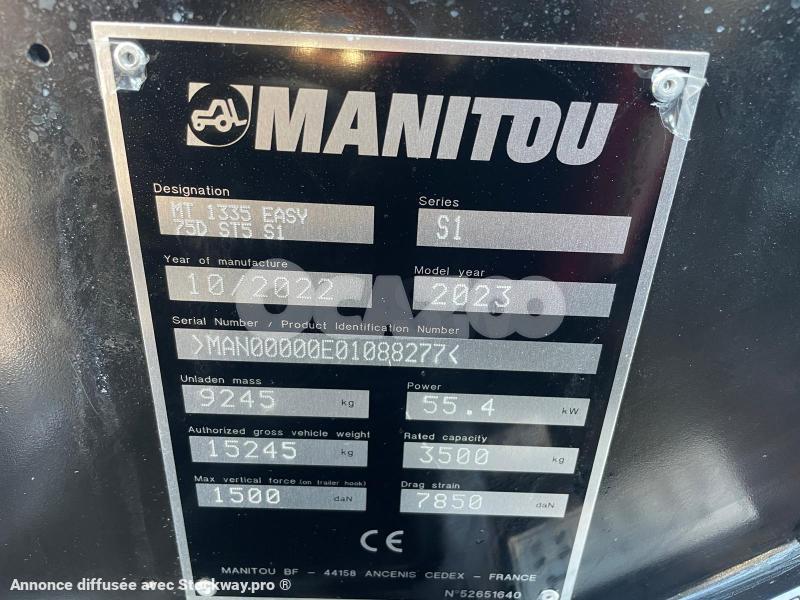 MANITOU
Designation
MT 1335 EASY
75D ST5 S1
Series
S1
Year of manufacture
10/2022
Model year
2023
OCAZOO
Serial Number / Product Identification Number
>MAN00000E01088277<
Unladen mass
9245 kg
Power
55.4 kW
Authorized gross vehicle weight
15245 kg
Rated capacity
3500 kg
Max vertical force (on trailer hook)
1500 daN
Drag strain
7850 daN
CE
MANITOU BF - 44158 ANCENIS CEDEX - FRANCE
N°52651640
Annonce diffusée avec Stockway.pro ®